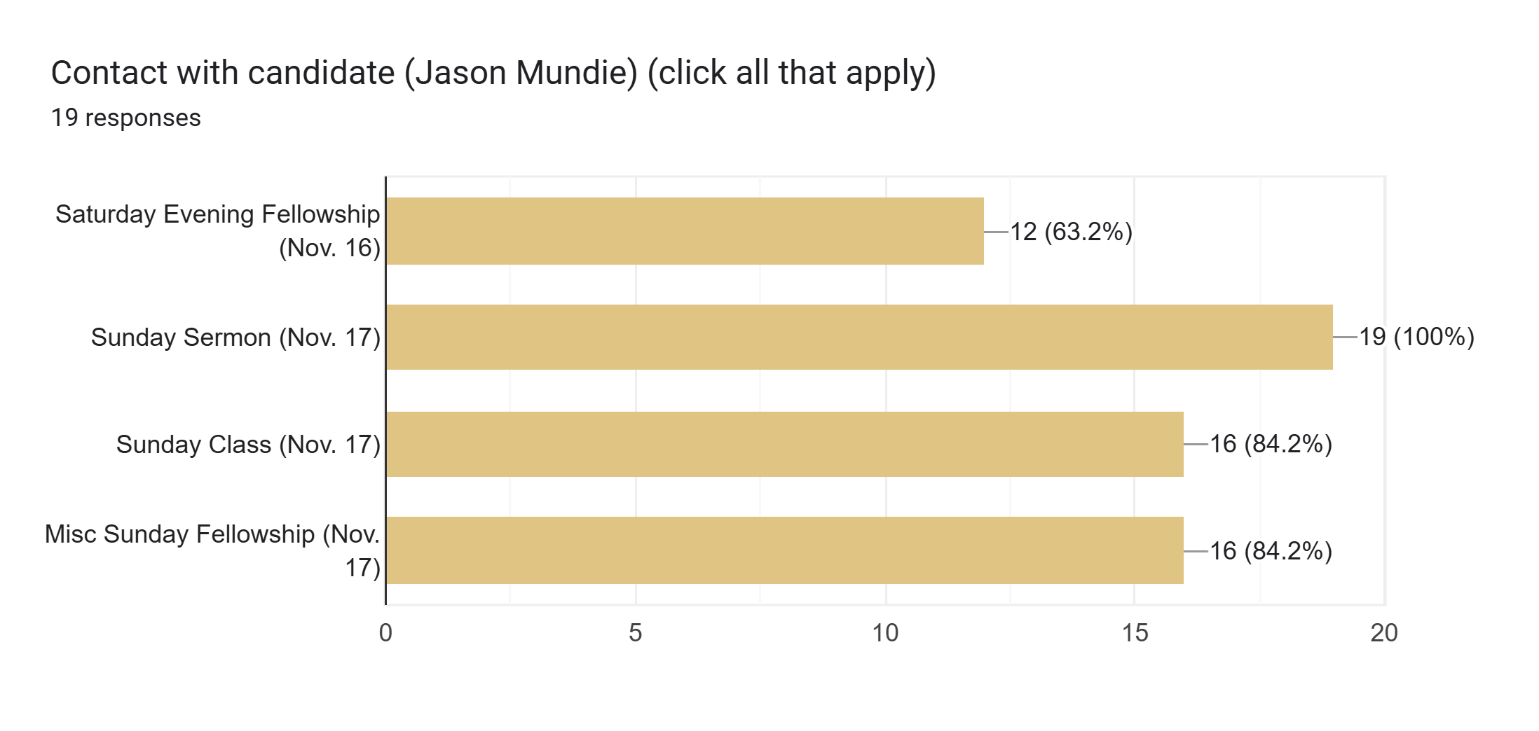 Contact with candidate (Jason Mundie) (click all that apply)
19 responses
Saturday Evening Fellowship
(Nov. 16)
12 (63.2%)
Sunday Sermon (Nov. 17)
19 (100%)
Sunday Class (Nov. 17)
16 (84.2%)
Misc Sunday Fellowship (Nov.
17)
16 (84.2%)
0 5 10 15 20